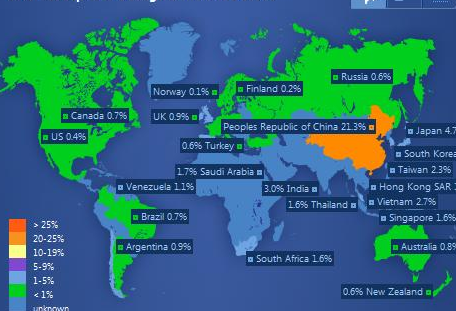 Russia 0.6%
Norway 0.1%
Finland 0.2%
Canada 0.7%
UK 0.9%
Peoples Republic of China 21.3%
Japan 4.7
US 0.4%
0.6% Turkey
South Korea
1.7% Saudi Arabia
Taiwan 2.3%
Venezuela 1.1%
3.0% India
Hong Kong SAR
1.6% Thailand
Vietnam 2.7%
Brazil 0.7%
Singapore 1.6%
Argentina 0.9%
Australia 0.8%
South Africa 1.6%
0.6% New Zealand
> 25%
20-25%
10-19%
5-9%
1-5%
< 1%
unknown